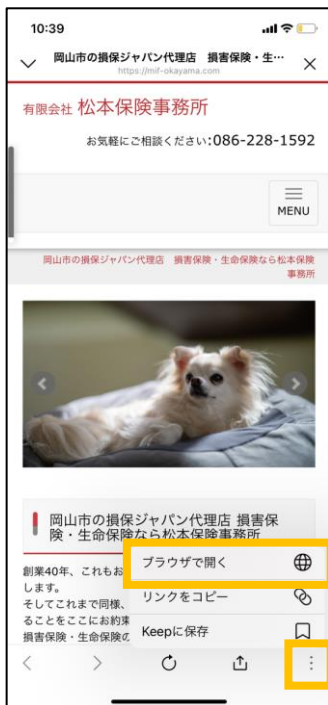 10:39
岡山市の損保ジャパン代理店 損害保険・生…
https://mif-okayama.com
有限会社 松本保険事務所
お気軽にご相談ください:086-228-1592
MENU
岡山市の損保ジャパン代理店 損害保険・生命保険なら松本保険
事務所
岡山市の損保ジャパン代理店 損害保
険・生命保険なら松本保険事務所
創業40年、これもお
します。
そしてこれまで同様、
ることをここにお約束
損害保険・生命保険の
ブラウザで開く
リンクをコピー
Keepに保存